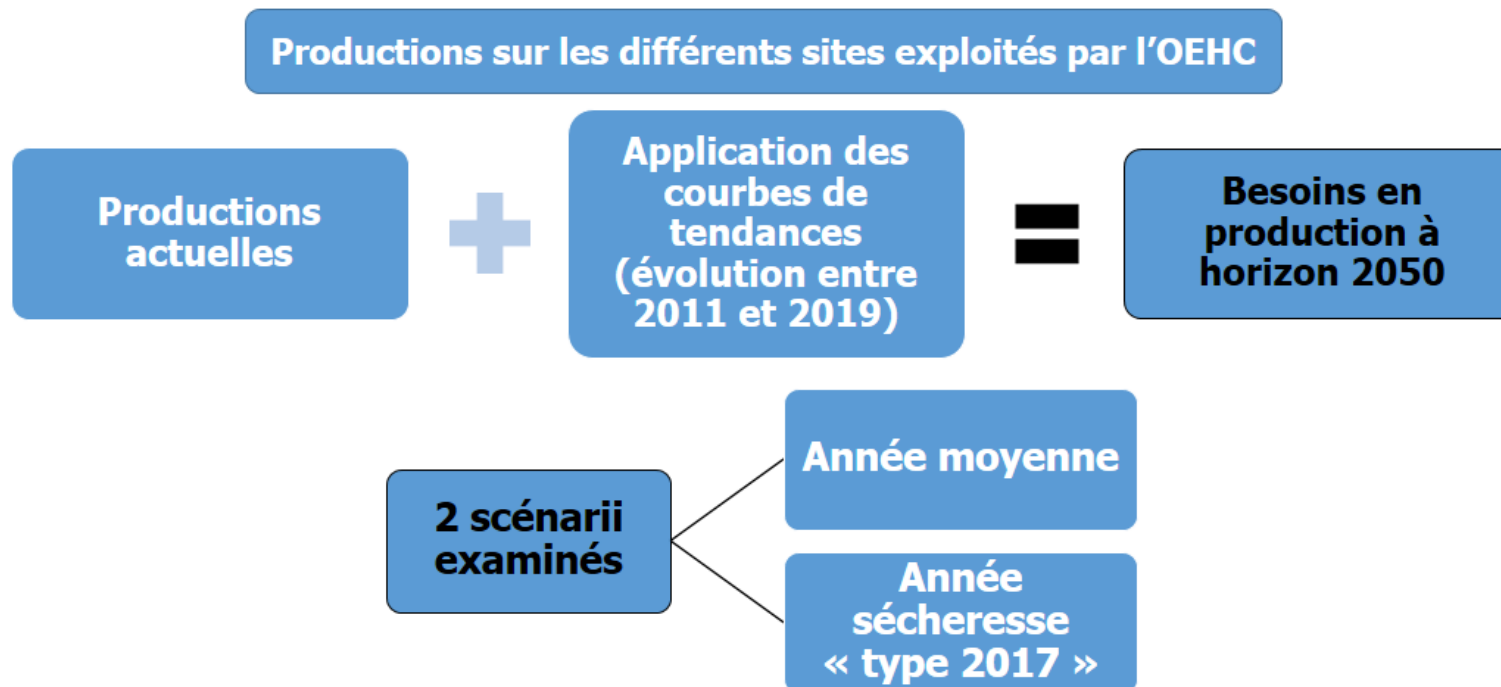 Productions sur les différents sites exploités par l'OEHC
Productions
actuelles
Application des
courbes de
tendances
(évolution entre
2011 et 2019)
Besoins en
production à
horizon 2050
2 scénarii
examinés
Année moyenne
Année
sécheresse
« type 2017 »